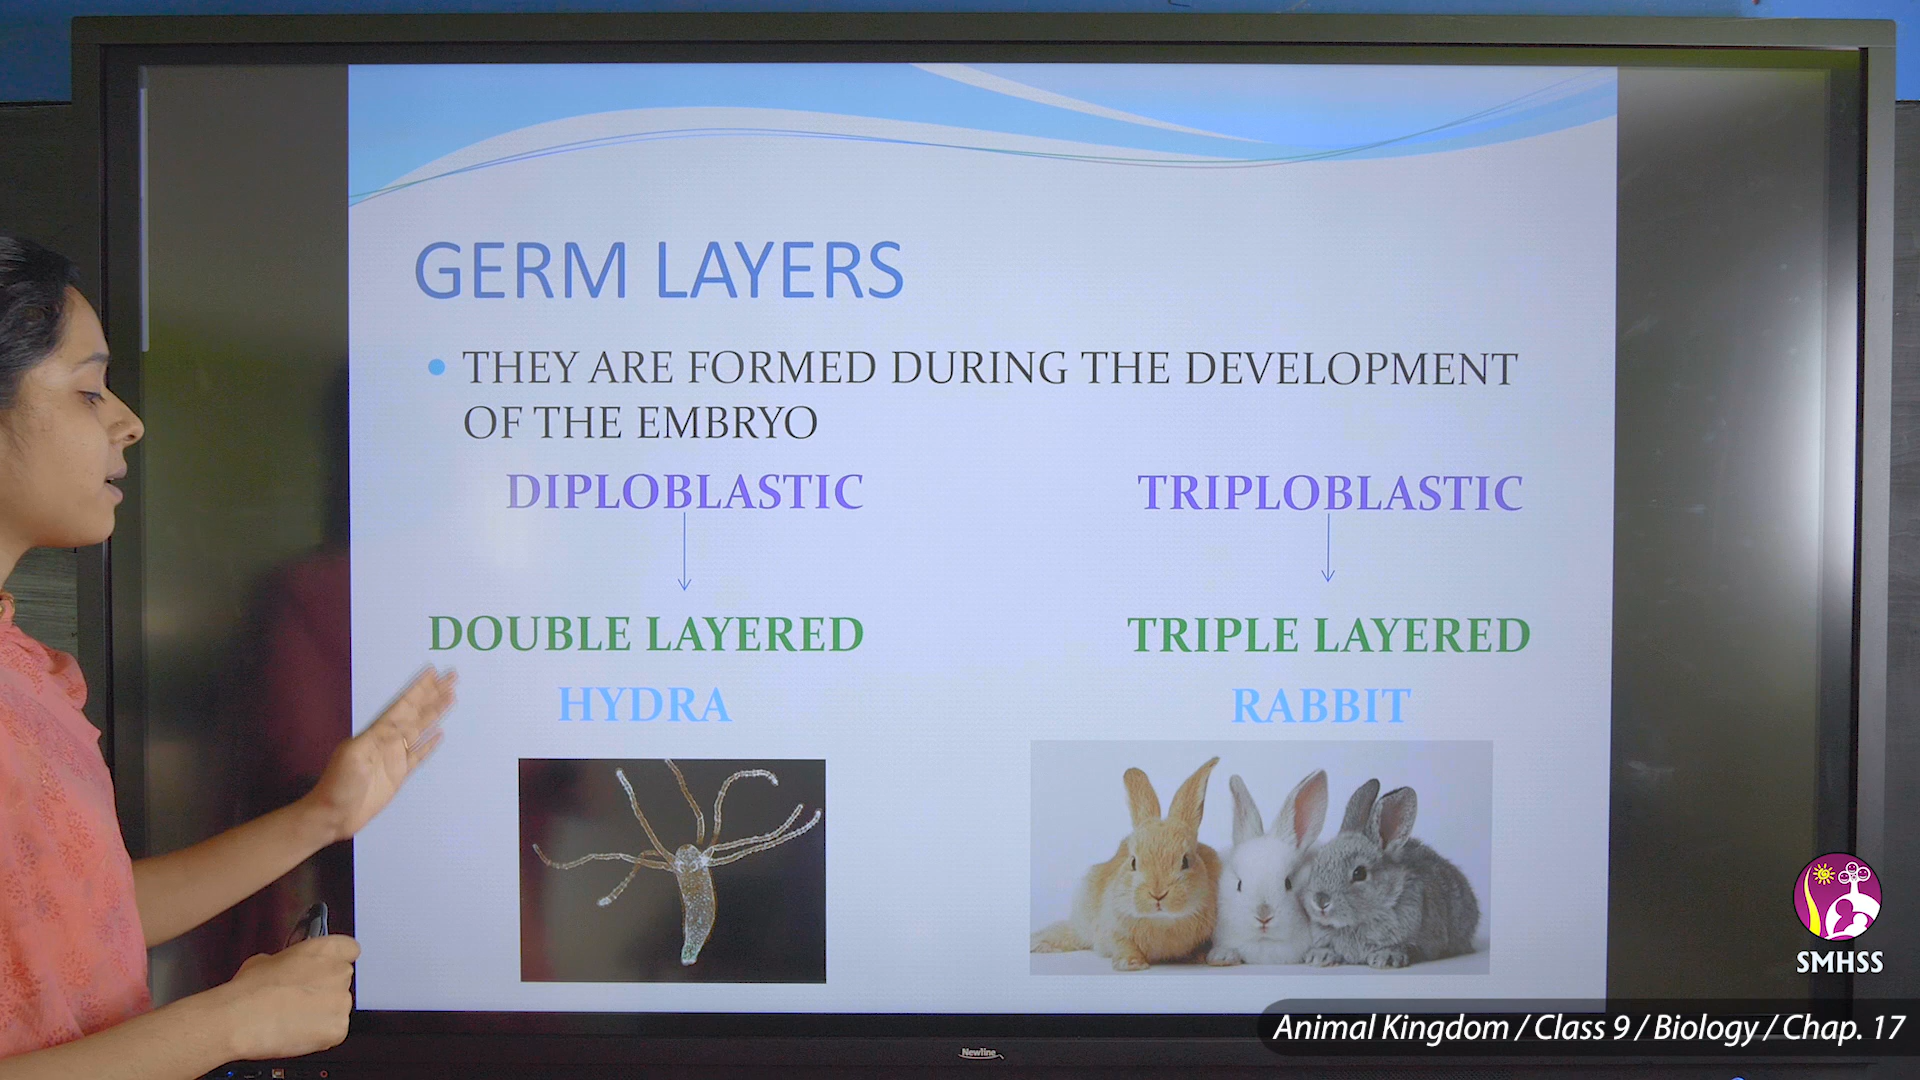 GERM LAYERS
• THEY ARE FORMED DURING THE DEVELOPMENT
OF THE EMBRYO
DIPLOBLASTIC
TRIPLOBLASTIC
DOUBLE LAYERED
TRIPLE LAYERED
HYDRA
RABBIT
SMHSS
Animal Kingdom / Class 9 / Biology / Chap. 17
Newline